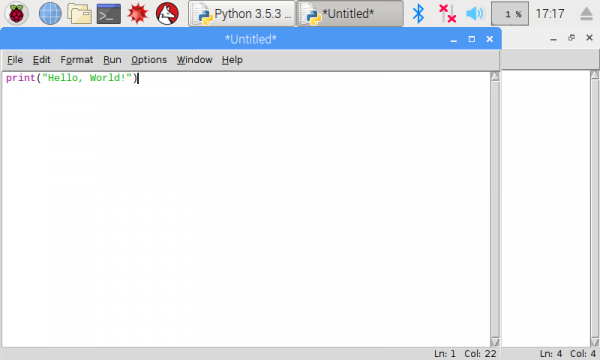 Python 3.5.3 ... *Untitled* 1 % 17:17
*Untitled*
File Edit Format Run Options Window Help
print("Hello, World!")
Ln: 1 Col: 22 Ln: 4 Col: 4